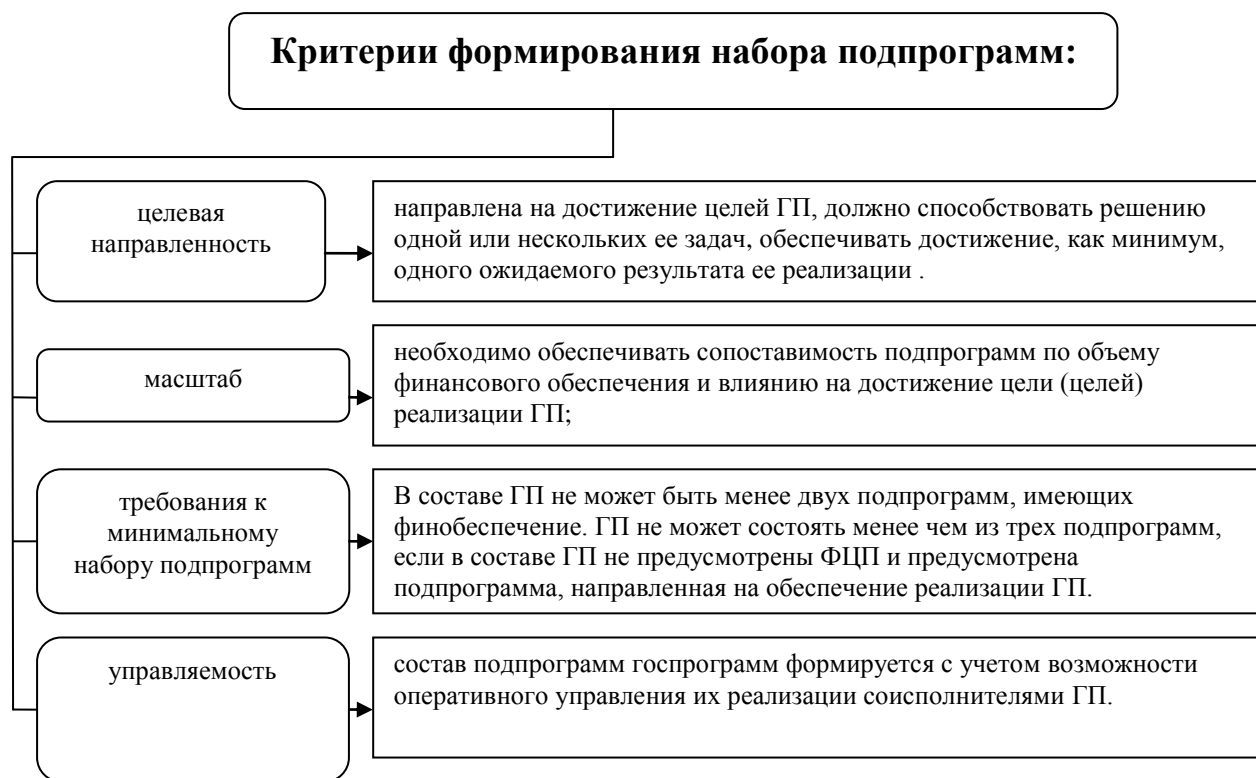 Критерии формирования набора подпрограмм:
целевая
направленность
направлена на достижение целей ГП, должно способствовать решению
одной или нескольких ее задач, обеспечивать достижение, как минимум,
одного ожидаемого результата ее реализации .
масштаб
необходимо обеспечивать сопоставимость подпрограмм по объему
финансового обеспечения и влиянию на достижение цели (целей)
реализации ГП;
требования к
минимальному
набору подпрограмм
В составе ГП не может быть менее двух подпрограмм, имеющих
финобеспечение. ГП не может состоять менее чем из трех подпрограмм,
если в составе ГП не предусмотрены ФЦП и предусмотрена
подпрограмма, направленная на обеспечение реализации ГП.
управляемость
состав подпрограмм госпрограмм формируется с учетом возможности
оперативного управления их реализации соисполнителями ГП.